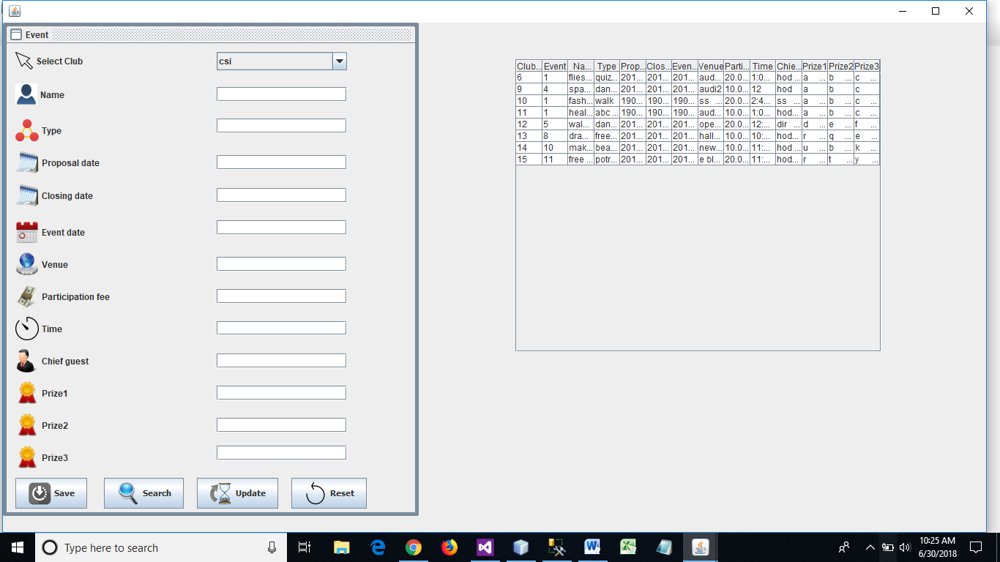 Event
Select Club csi
Name
Type
Proposal date
Closing date
Event date
Venue
Participation fee
Time
Chief guest
Prize1
Prize2
Prize3
Save Search Update Reset
Club... Event Na... Type Prop... Clos... Even... Venue Parti... Time Chie... Prize1 Prize2 Prize3
6 1 flies... quiz... 201... 201... 201... aud... 20.0... 1:0... hod ... a ... b ... c ...
9 4 spa... dan... 201... 201... 201... audi2 10.0... 12 hod a b c
10 1 fash... walk 190... 190... 190... ss ... 20.0... 2:4... ss ... a ... b ... c ...
11 1 heal... abc ... 190... 190... 190... aud... 10.0... 1:0... hod... a ... b ... c ...
12 5 wal... dan... 201... 201... 201... ope... 20.0... 12:... dir ... d ... e ... f ...
13 8 dra... free... 201... 201... 201... hall... 10.0... 10:... hod... r ... q ... e ...
14 10 mak... bea... 201... 201... 201... new... 10.0... 11:... hod ... u ... b ... k ...
15 11 free ... potr... 201... 201... 201... e bl... 20.0... 11:... hod... r ... t ... y ...
Type here to search
10:25 AM
6/30/2018